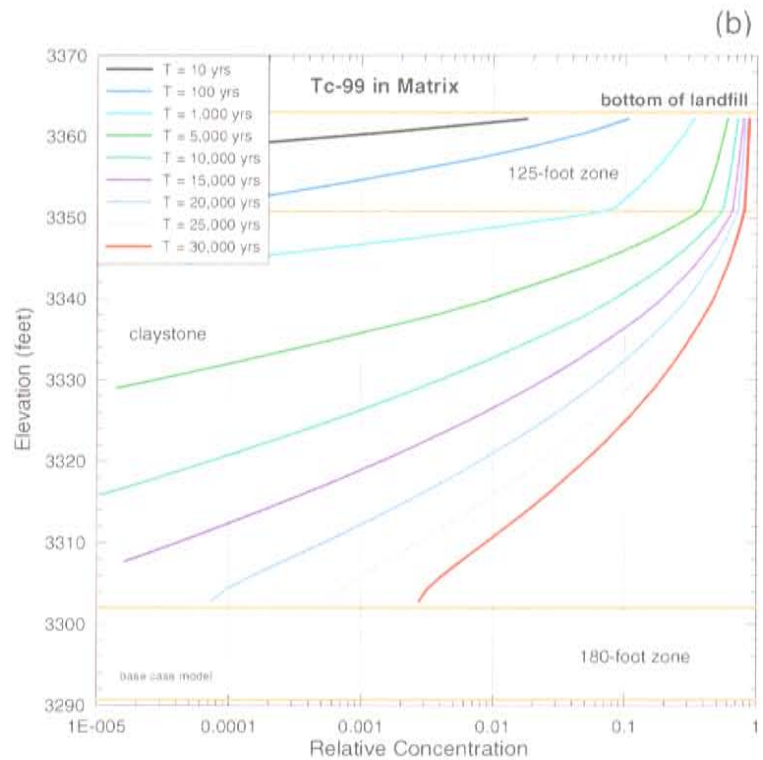 (b)
3370
T = 10 yrs
T = 100 yrs
T = 1,000 yrs
T = 5,000 yrs
T = 10,000 yrs
T = 15,000 yrs
T = 20,000 yrs
T = 25,000 yrs
T = 30,000 yrs
Tc-99 in Matrix
bottom of landfill
3360
125-foot zone
3350
3340
claystone
3330
Elevation (feet)
3320
3310
3300
180-foot zone
base case model
3290
1E-005
0.0001
0.001
0.01
0.1
1
Relative Concentration